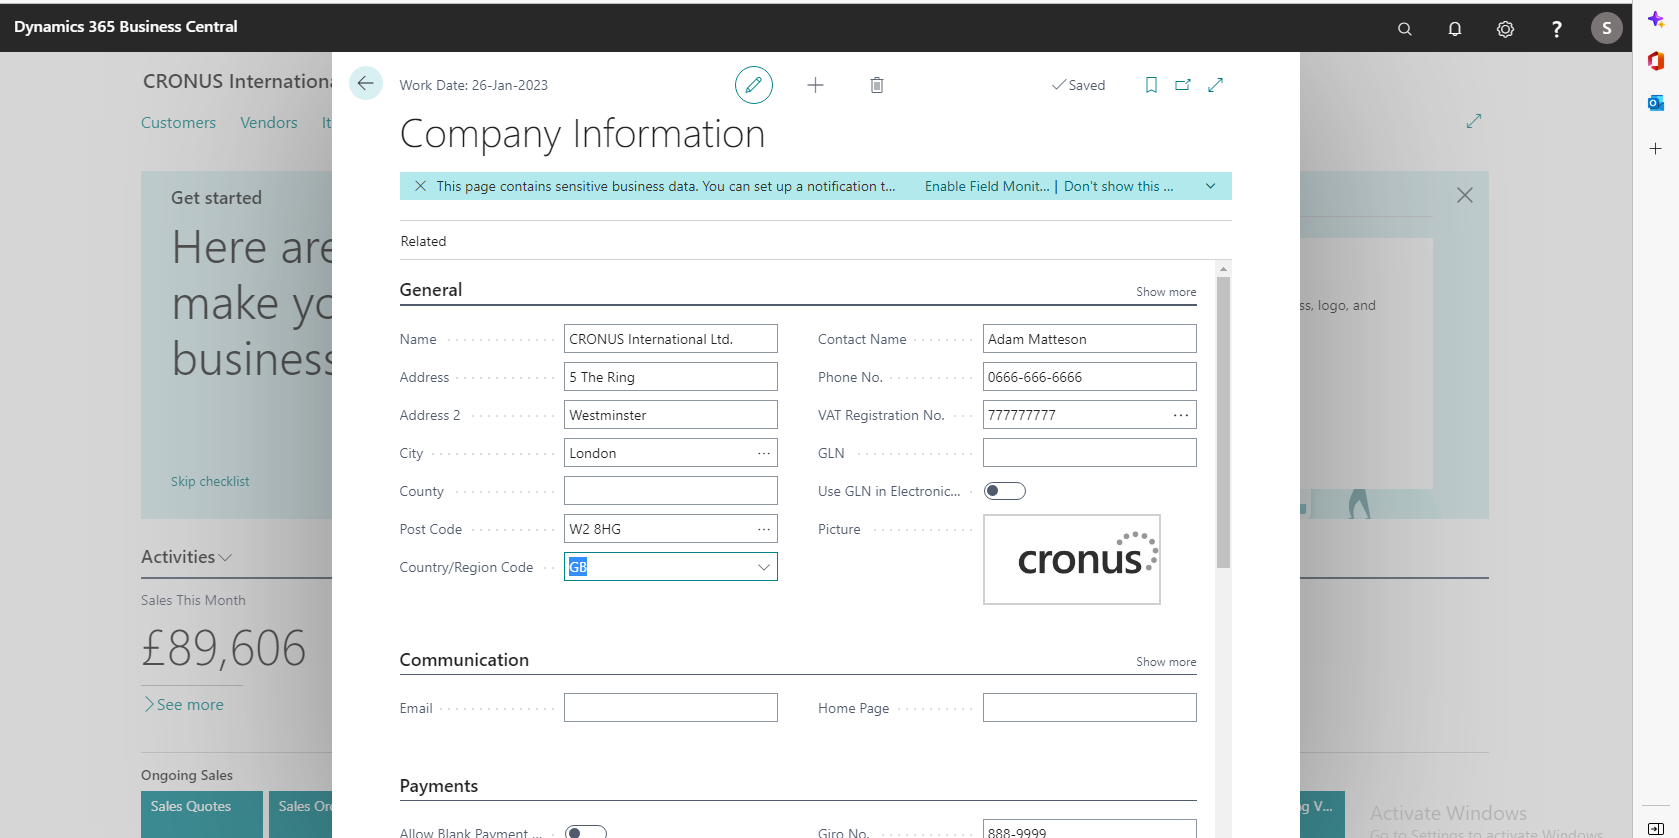 Dynamics 365 Business Central
S
CRONUS Internationa
Customers Vendors It
Work Date: 26-Jan-2023
Saved
Company Information
This page contains sensitive business data. You can set up a notification t... Enable Field Monit... | Don't show this ...
Get started
Here are
make yo
business
Skip checklist
ss, logo, and
Related
General
Show more
Name CRONUS International Ltd.
Contact Name Adam Matteson
Address 5 The Ring
Phone No. 0666-666-6666
Address 2 Westminster
VAT Registration No. 777777777 ...
City London ...
GLN
County
Use GLN in Electronic...
Post Code W2 8HG ...
Picture
cronus
Country/Region Code GB
Activities
Sales This Month
£89,606
See more
Communication
Show more
Email
Home Page
Payments
Allow Blank Payment ...
Giro No. 888-9999
Ongoing Sales
Sales Quotes
Sales Or
g V...
Activate Windows
Go to Settings to activate Windows